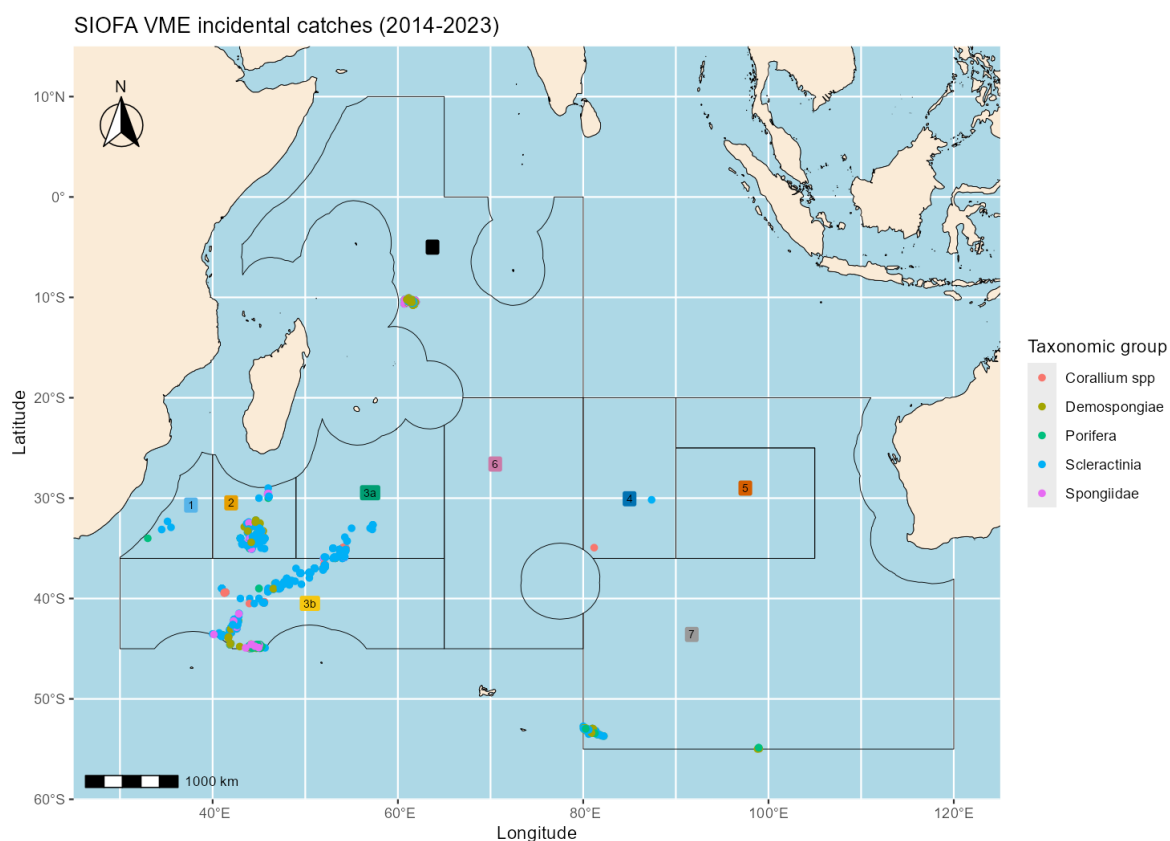 SIOFA VME incidental catches (2014-2023)
N
10°N
0°
10°S
20°S
30°S
40°S
50°S
60°S
Latitude
1
2
3a
3b
4
5
6
7
1000 km
40°E
60°E
80°E
100°E
120°E
Longitude
Taxonomic group
Corallium spp
Demospongiae
Porifera
Scleractinia
Spongiidae